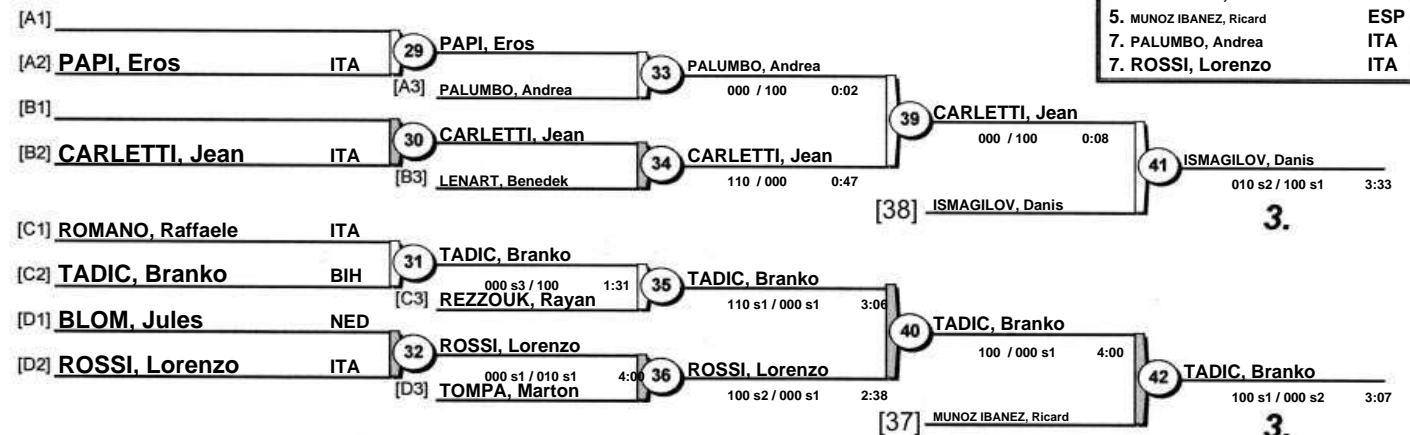 5. MUNOZ IBANEZ, Ricard ESP
7. PALUMBO, Andrea ITA
7. ROSSI, Lorenzo ITA
[A1]
[A2] PAPI, Eros ITA
29 PAPI, Eros
[A3] PALUMBO, Andrea
33 PALUMBO, Andrea
000 / 100 0:02
[B1]
[B2] CARLETTI, Jean ITA
30 CARLETTI, Jean
[B3] LENART, Benedek
34 CARLETTI, Jean
110 / 000 0:47
39 CARLETTI, Jean
000 / 100 0:08
[38] ISMAGILOV, Danis
41 ISMAGILOV, Danis
010 s2 / 100 s1 3:33
3.
[C1] ROMANO, Raffaele ITA
[C2] TADIC, Branko BIH
31 TADIC, Branko
000 s3 / 100 1:31
[C3] REZZOUK, Rayan
35 TADIC, Branko
110 s1 / 000 s1 3:06
[D1] BLOM, Jules NED
[D2] ROSSI, Lorenzo ITA
32 ROSSI, Lorenzo
000 s1 / 010 s1 4:00
[D3] TOMPA, Marton
36 ROSSI, Lorenzo
100 s2 / 000 s1 2:38
40 TADIC, Branko
100 / 000 s1 4:00
[37] MUNOZ IBANEZ, Ricard
42 TADIC, Branko
100 s1 / 000 s2 3:07
3.